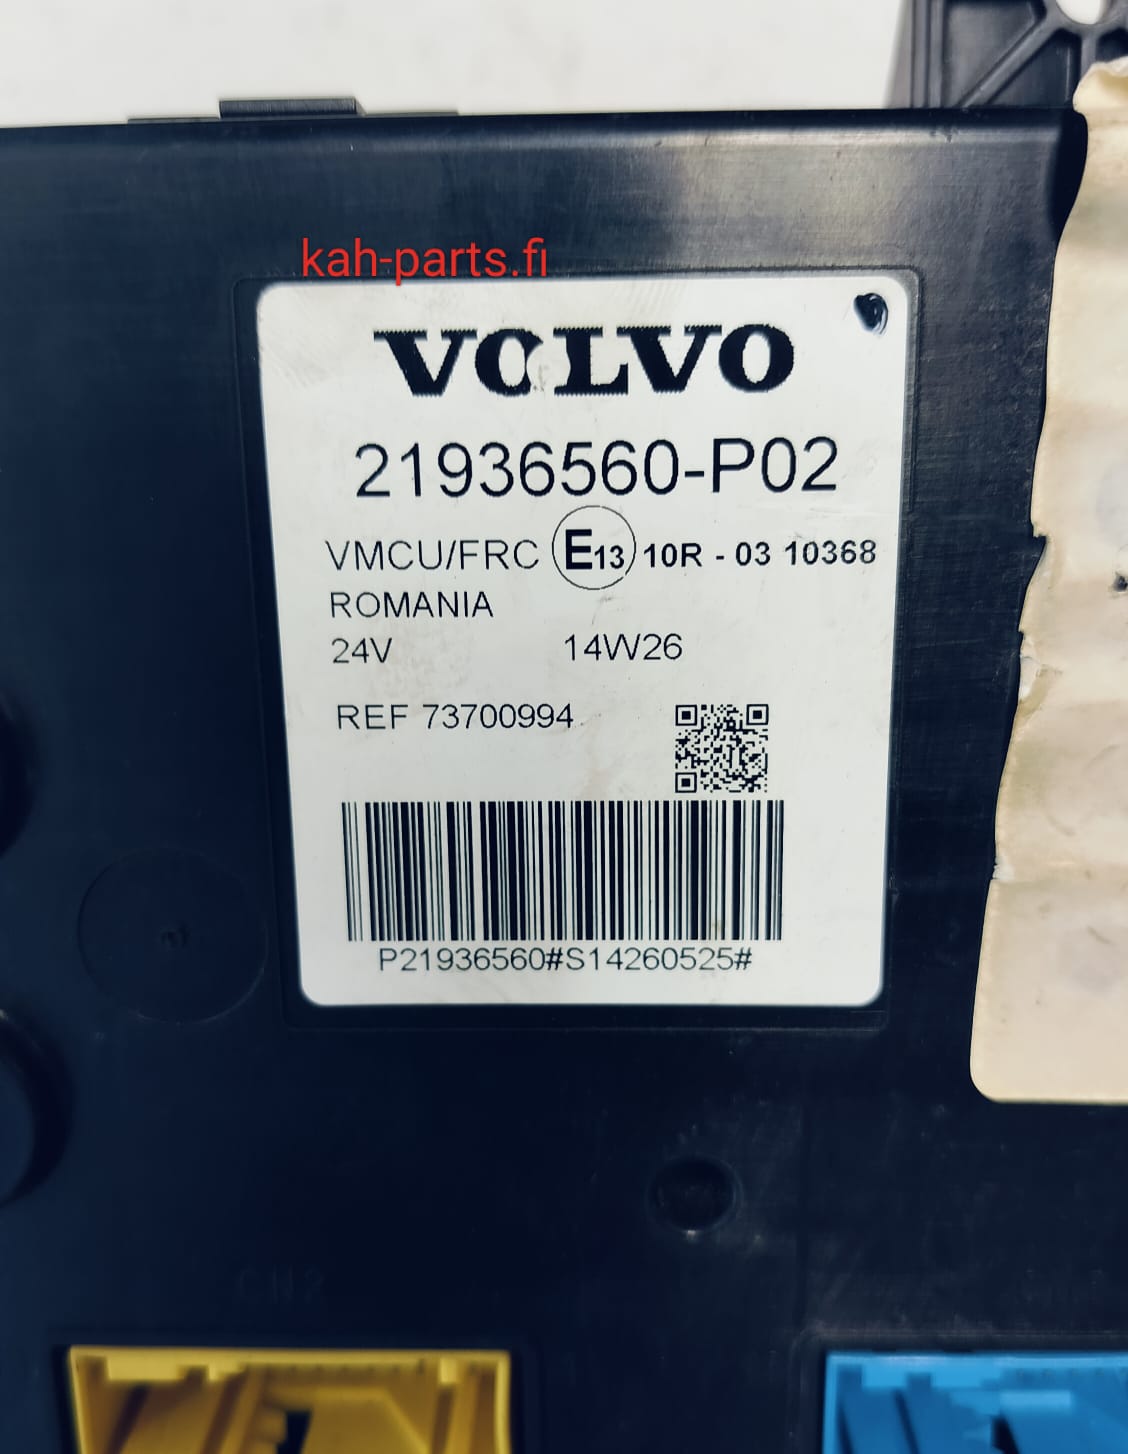 kah-parts.fi
VOLVO
21936560-P02
VMCU/FRC E13 10R - 03 10368
ROMANIA
24V 14W26
REF 73700994
P21936560#S14260525#
CN2